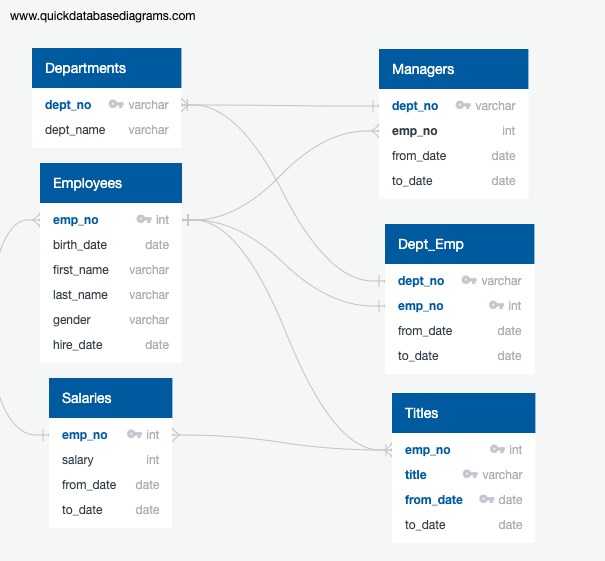 www.quickdatabasediagrams.com
Departments
dept_no varchar
dept_name varchar
Employees
emp_no int
birth_date date
first_name varchar
last_name varchar
gender varchar
hire_date date
Salaries
emp_no int
salary int
from_date date
to_date date
Managers
dept_no varchar
emp_no int
from_date date
to_date date
Dept_Emp
dept_no varchar
emp_no int
from_date date
to_date date
Titles
emp_no int
title varchar
from_date date
to_date date